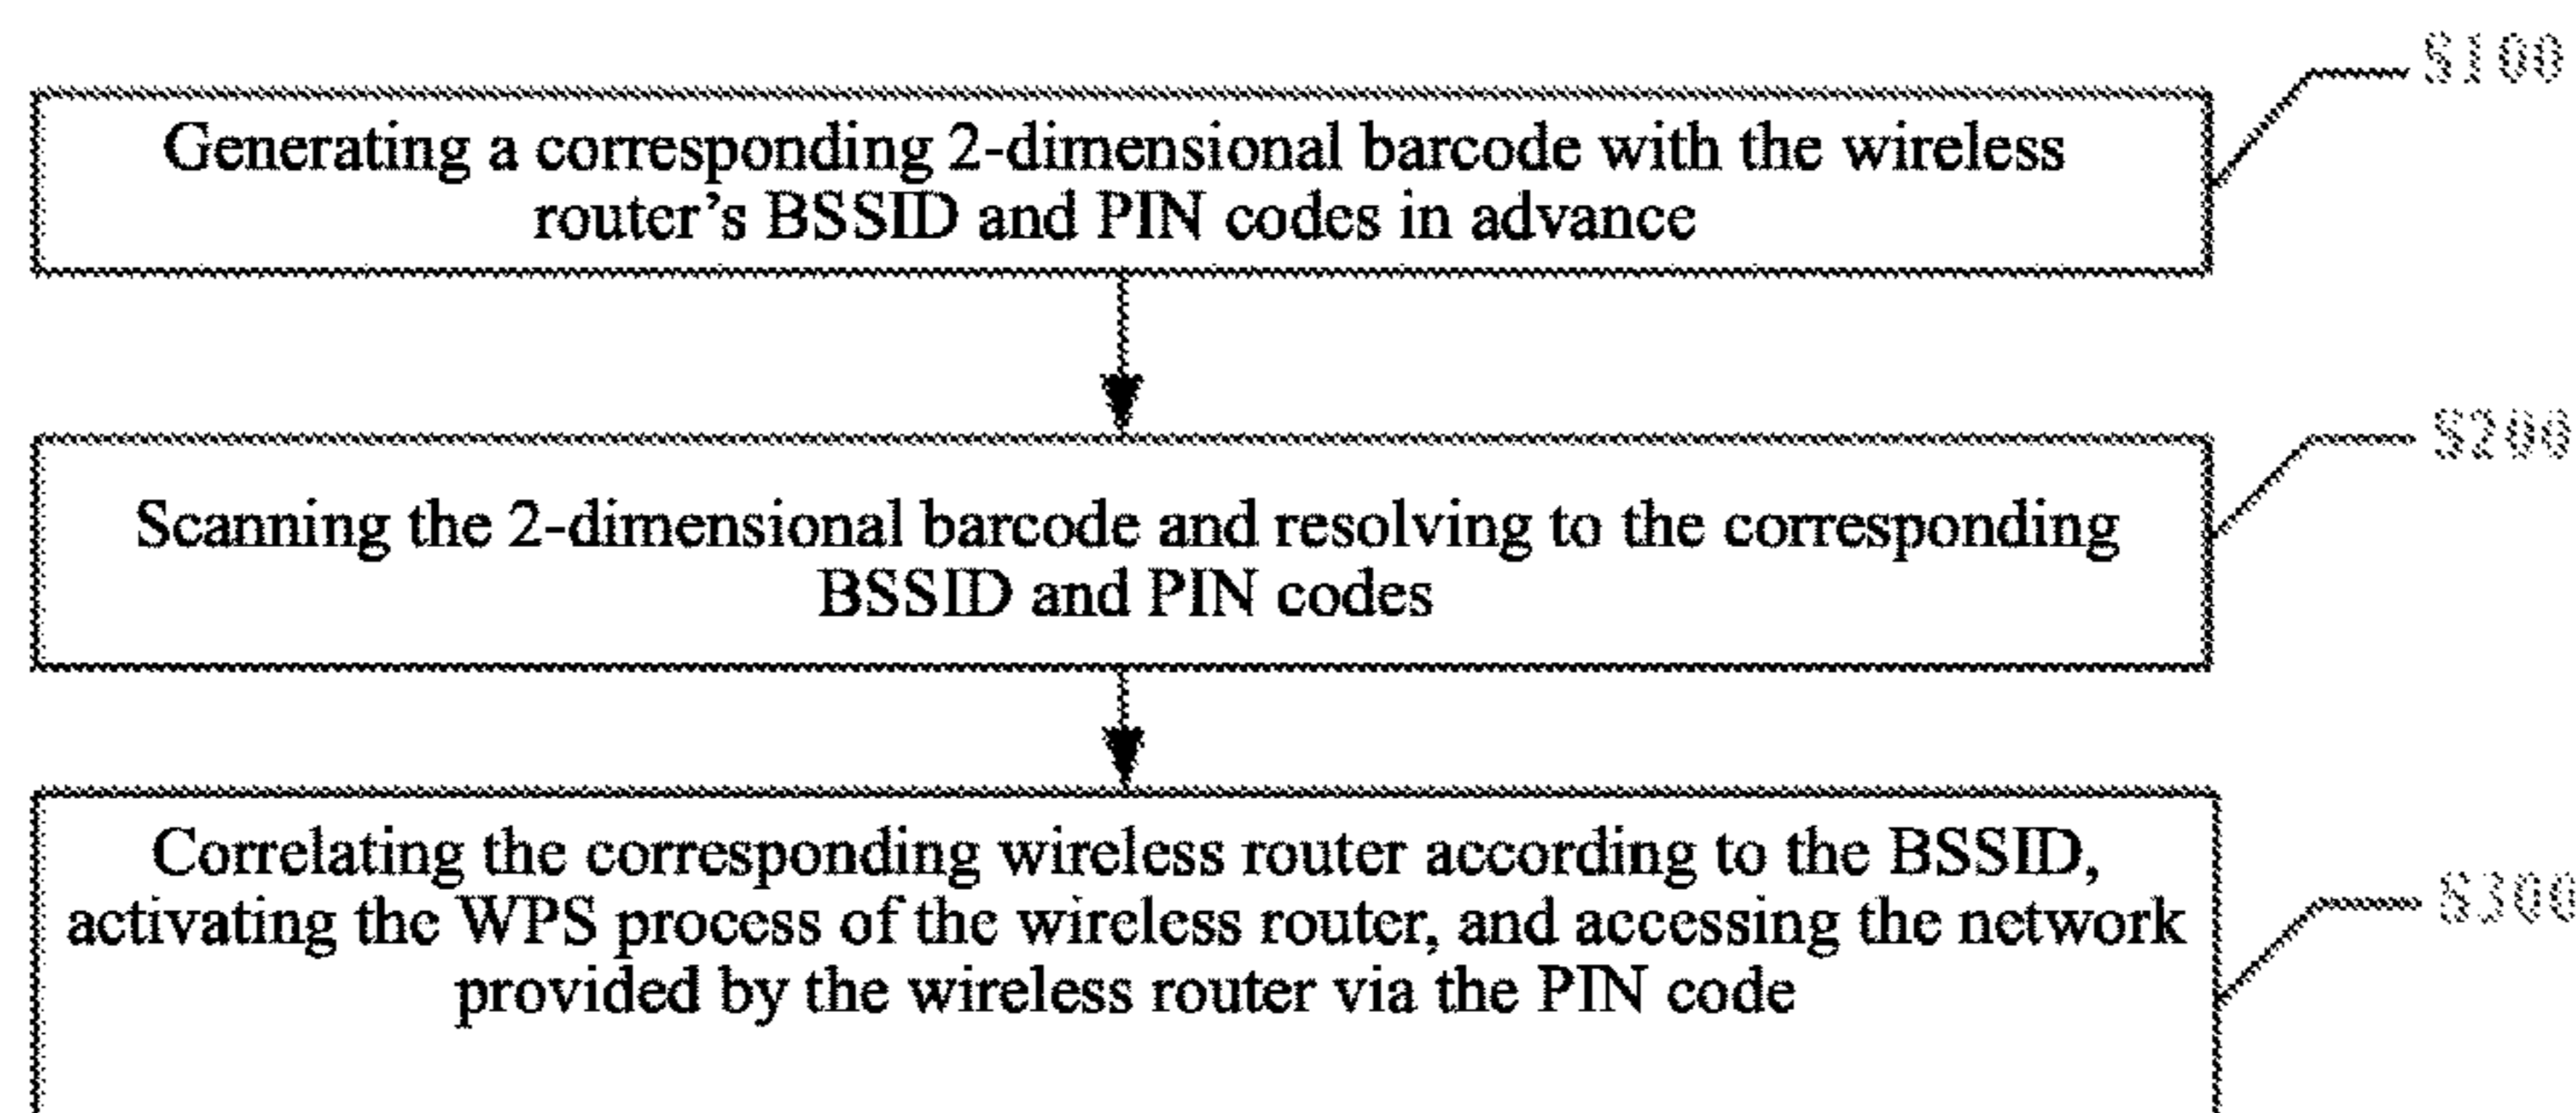 S100
Generating a corresponding 2-dimensional barcode with the wireless
router's BSSID and PIN codes in advance
S200
Scanning the 2-dimensional barcode and resolving to the corresponding
BSSID and PIN codes
Correlating the corresponding wireless router according to the BSSID,
activating the WPS process of the wireless router, and accessing the network
provided by the wireless router via the PIN code
S300